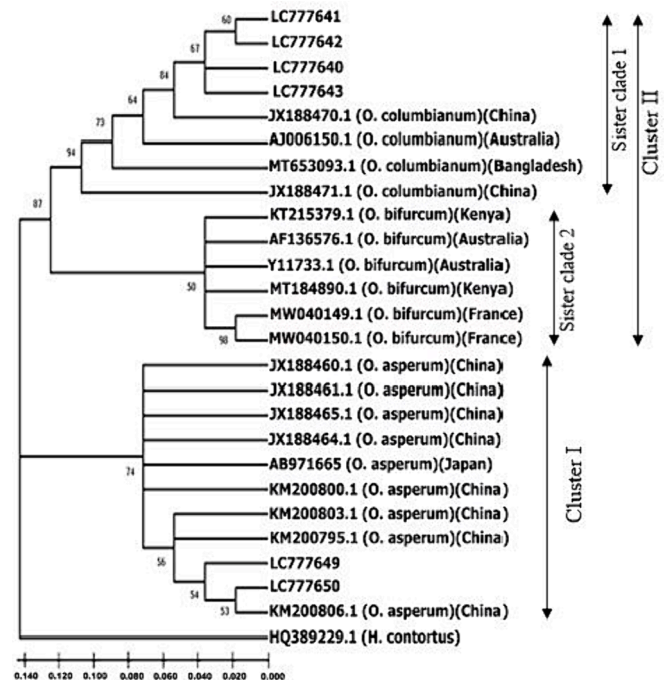 LC777641
LC777642
LC777640
LC777643
JX188470.1 (O. columbianum)(China)
AJ006150.1 (O. columbianum)(Australia)
MT653093.1 (O. columbianum)(Bangladesh)
JX188471.1 (O. columbianum)(China)
KT215379.1 (O. bifurcum)(Kenya)
AF136576.1 (O. bifurcum)(Australia)
Y11733.1 (O. bifurcum)(Australia)
MT184890.1 (O. bifurcum)(Kenya)
MW040149.1 (O. bifurcum)(France)
MW040150.1 (O. bifurcum)(France)
JX188460.1 (O. asperum)(China)
JX188461.1 (O. asperum)(China)
JX188465.1 (O. asperum)(China)
JX188464.1 (O. asperum)(China)
AB971665 (O. asperum)(Japan)
KM200800.1 (O. asperum)(China)
KM200803.1 (O. asperum)(China)
KM200795.1 (O. asperum)(China)
LC777649
LC777650
KM200806.1 (O. asperum)(China)
HQ389229.1 (H. contortus)
60
67
84
64
73
94
87
50
98
74
56
54
53
Sister clade 1
Cluster II
Sister clade 2
Cluster I
0.140 0.120 0.100 0.080 0.060 0.040 0.020 0.000